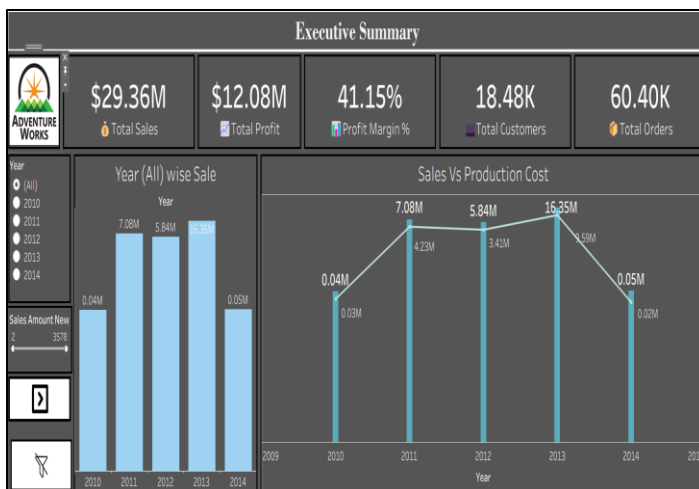 Executive Summary
ADVENTURE
WORKS
$29.36M
Total Sales
$12.08M
Total Profit
41.15%
Profit Margin %
18.48K
Total Customers
60.40K
Total Orders
Year
(All)
2010
2011
2012
2013
2014
Sales Amount New
2 3578
Year (All) wise Sale
Year
0.04M
7.08M
5.84M
16.35M
0.05M
2010 2011 2012 2013 2014
Sales Vs Production Cost
0.04M
7.08M
5.84M
16.35M
0.05M
0.03M
4.23M
3.41M
9.59M
0.02M
2009 2010 2011 2012 2013 2014
Year